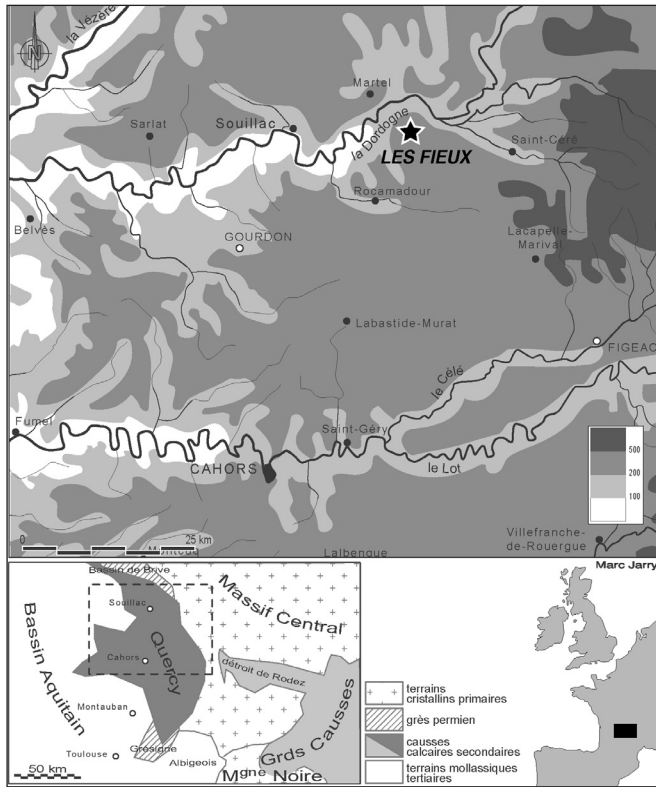 N
la Vézère
Martel
Sarlat
Souillac
la Dordogne
LES FIEUX
Saint-Céré
Rocamadour
Belvès
GOURDON
Lacapelle-
Marival
Labastide-Murat
FIGEAC
le Célé
Fumel
Saint-Géry
CAHORS
le Lot
500
200
100
0
25 km
Montcuq
Lalbenque
Villefranche-
de-Rouergue
Marc Jarry
Bassin de Brive
Souillac
Massif Central
Bassin Aquitain
Quercy
Cahors
détroit de Rodez
Montauban
Grds Causses
Toulouse
Grésigne
Albigeois
Mgne Noire
50 km
terrains
cristallins primaires
grès permien
causses
calcaires secondaires
terrains mollassiques
tertiaires